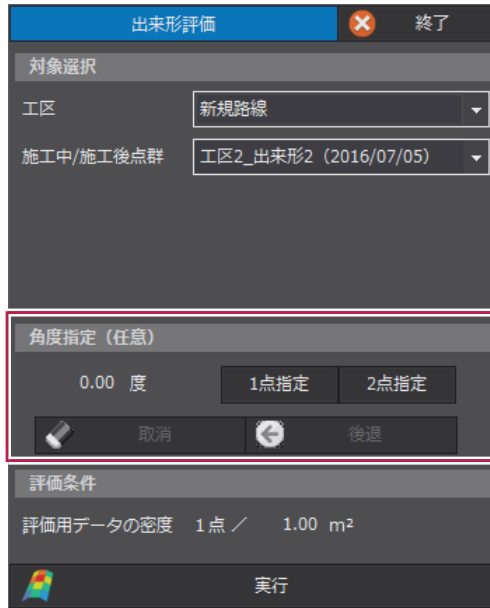 出来形評価 終了
対象選択
工区 新規路線
施工中/施工後点群 工区2_出来形2（2016/07/05）
角度指定（任意）
0.00 度 1点指定 2点指定
取消 後退
評価条件
評価用データの密度 1点／ 1.00 m²
実行